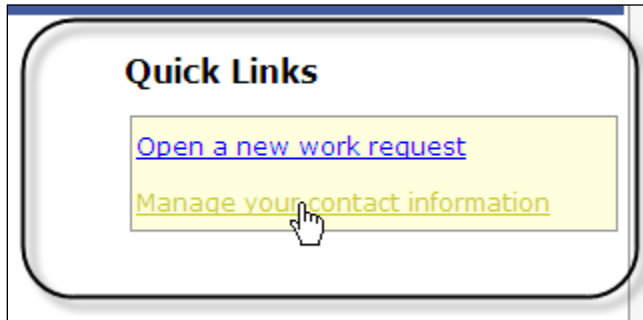 Quick Links
Open a new work request
Manage your contact information